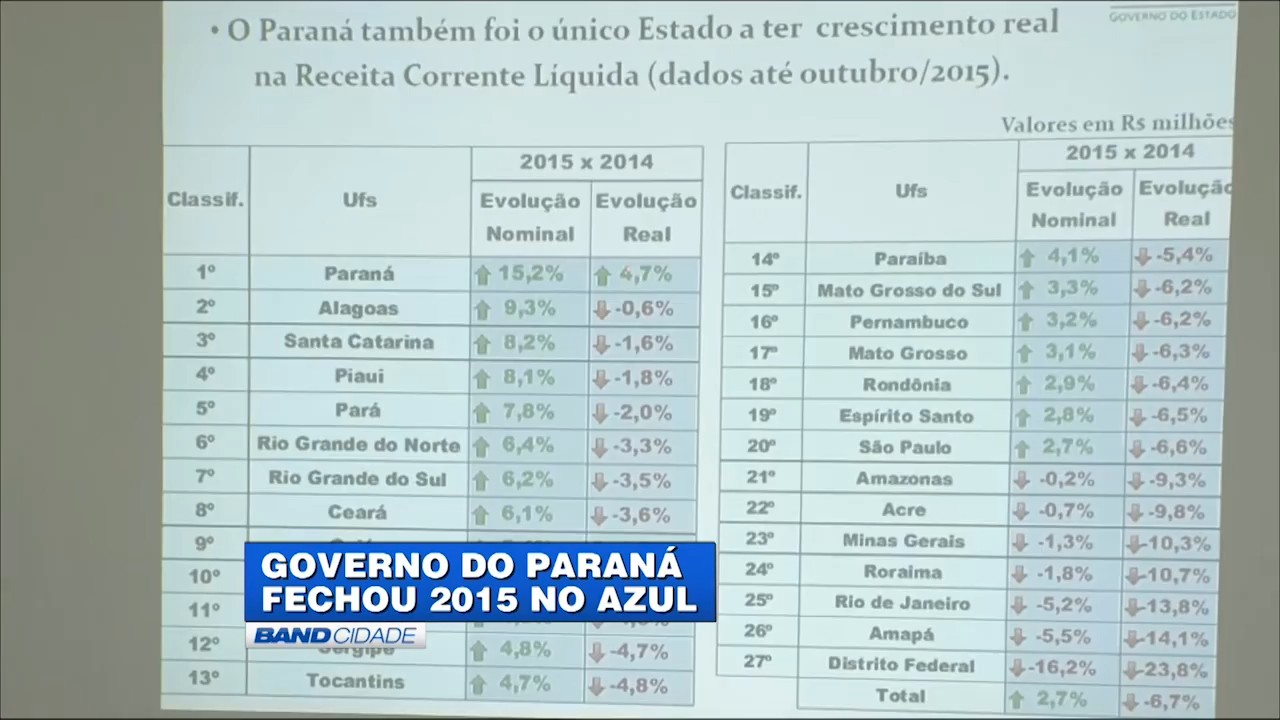 • O Paraná também foi o único Estado a ter crescimento real
na Receita Corrente Líquida (dados até outubro/2015).
GOVERNO DO ESTADO
Valores em R$ milhões
Classif. Ufs 2015 x 2014
Evolução Nominal Evolução Real
1º Paraná 15,2% 4,7%
2º Alagoas 9,3% -0,6%
3º Santa Catarina 8,2% -1,6%
4º Piaui 8,1% -1,8%
5º Pará 7,8% -2,0%
6º Rio Grande do Norte 6,4% -3,3%
7º Rio Grande do Sul 6,2% -3,5%
8º Ceará 6,1% -3,6%
9º
10º
11º
12º Sergipe 4,8% -4,7%
13º Tocantins 4,7% -4,8%
Classif. Ufs 2015 x 2014
Evolução Nominal Evolução Real
14º Paraíba 4,1% -5,4%
15º Mato Grosso do Sul 3,3% -6,2%
16º Pernambuco 3,2% -6,2%
17º Mato Grosso 3,1% -6,3%
18º Rondônia 2,9% -6,4%
19º Espírito Santo 2,8% -6,5%
20º São Paulo 2,7% -6,6%
21º Amazonas -0,2% -9,3%
22º Acre -0,7% -9,8%
23º Minas Gerais -1,3% -10,3%
24º Roraima -1,8% -10,7%
25º Rio de Janeiro -5,2% -13,8%
26º Amapá -5,5% -14,1%
27º Distrito Federal -16,2% -23,8%
Total 2,7% -6,7%
GOVERNO DO PARANÁ
FECHOU 2015 NO AZUL
BAND CIDADE